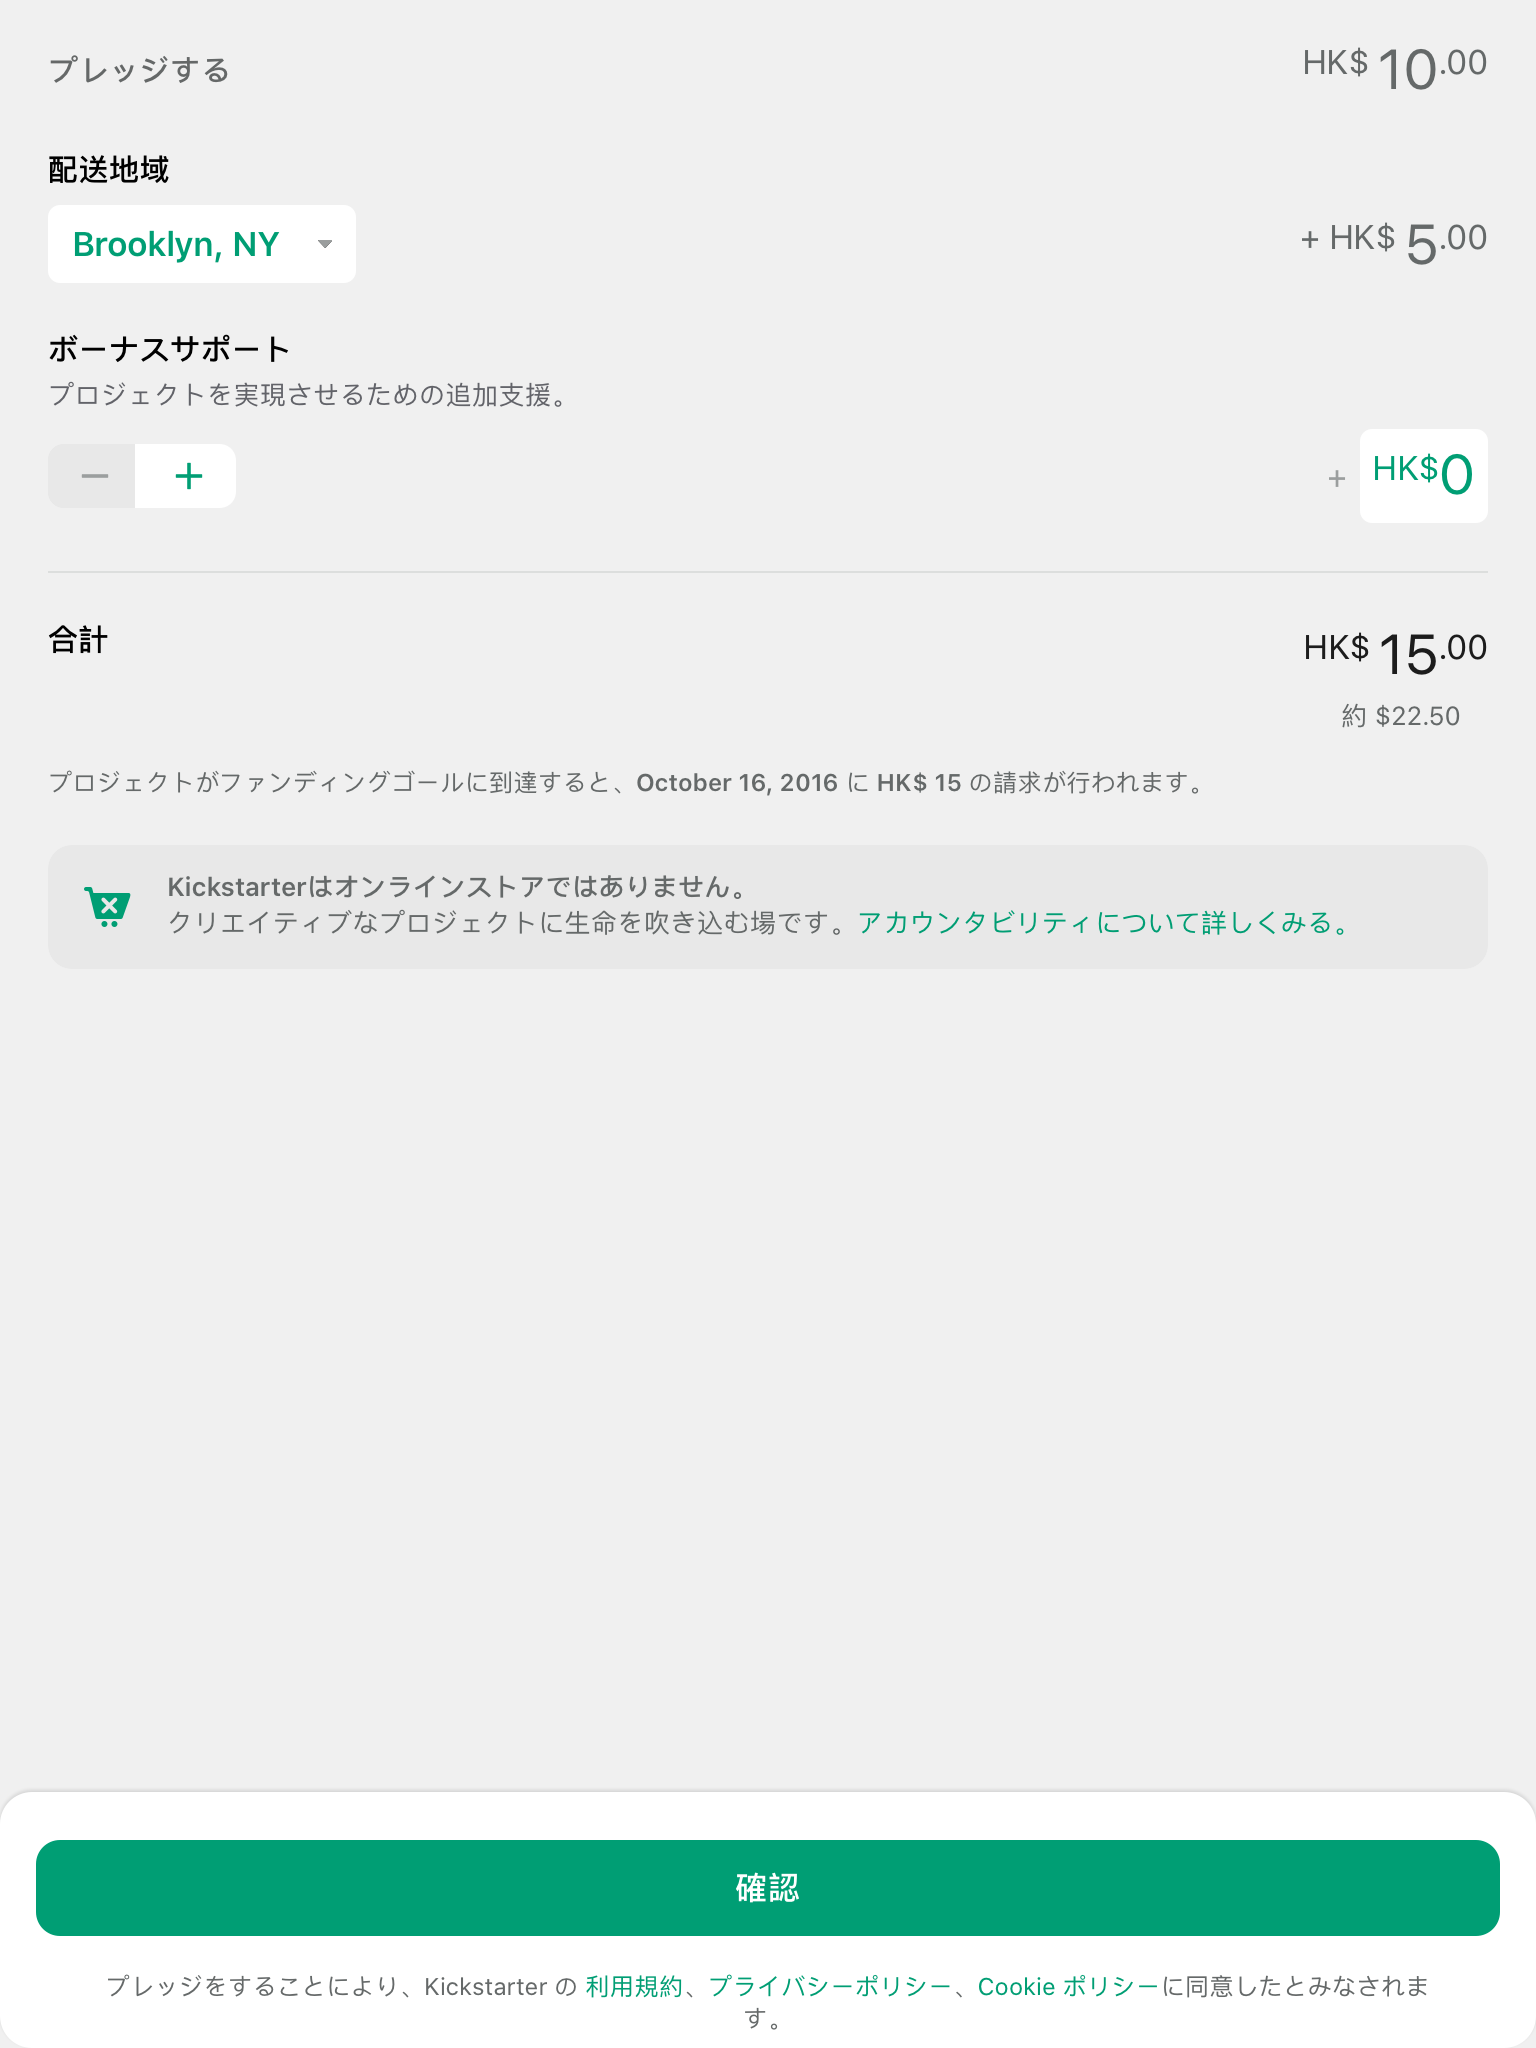 プレッジする
HK$ 10.00
配送地域
Brooklyn, NY
+ HK$ 5.00
ボーナスサポート
プロジェクトを実現させるための追加支援。
+ HK$0
合計
HK$ 15.00
約 $22.50
プロジェクトがファンディングゴールに到達すると、October 16, 2016 に HK$ 15 の請求が行われます。
Kickstarterはオンラインストアではありません。
クリエイティブなプロジェクトに生命を吹き込む場です。アカウンタビリティについて詳しくみる。
確認
プレッジをすることにより、Kickstarter の 利用規約、プライバシーポリシー、Cookie ポリシーに同意したとみなされま
す。